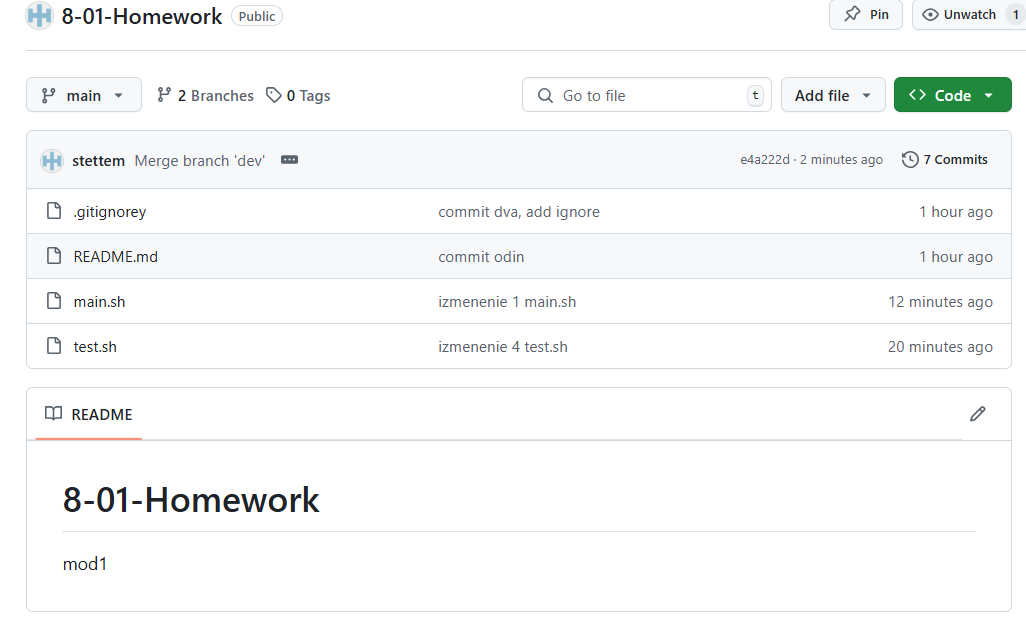 8-01-Homework Public Pin Unwatch 1
main 2 Branches 0 Tags Go to file t Add file Code
stettem Merge branch 'dev' e4a222d · 2 minutes ago 7 Commits
.gitignorey commit dva, add ignore 1 hour ago
README.md commit odin 1 hour ago
main.sh izmenenie 1 main.sh 12 minutes ago
test.sh izmenenie 4 test.sh 20 minutes ago
README
8-01-Homework
mod1